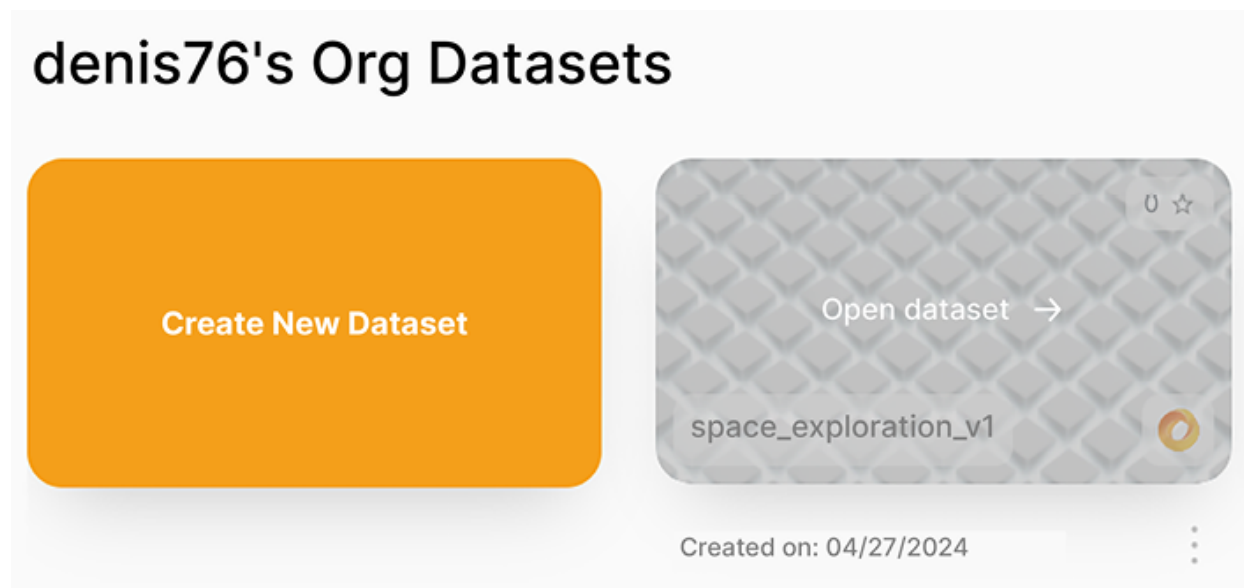 denis76's Org Datasets
Create New Dataset
0 ☆
Open dataset →
space_exploration_v1
Created on: 04/27/2024